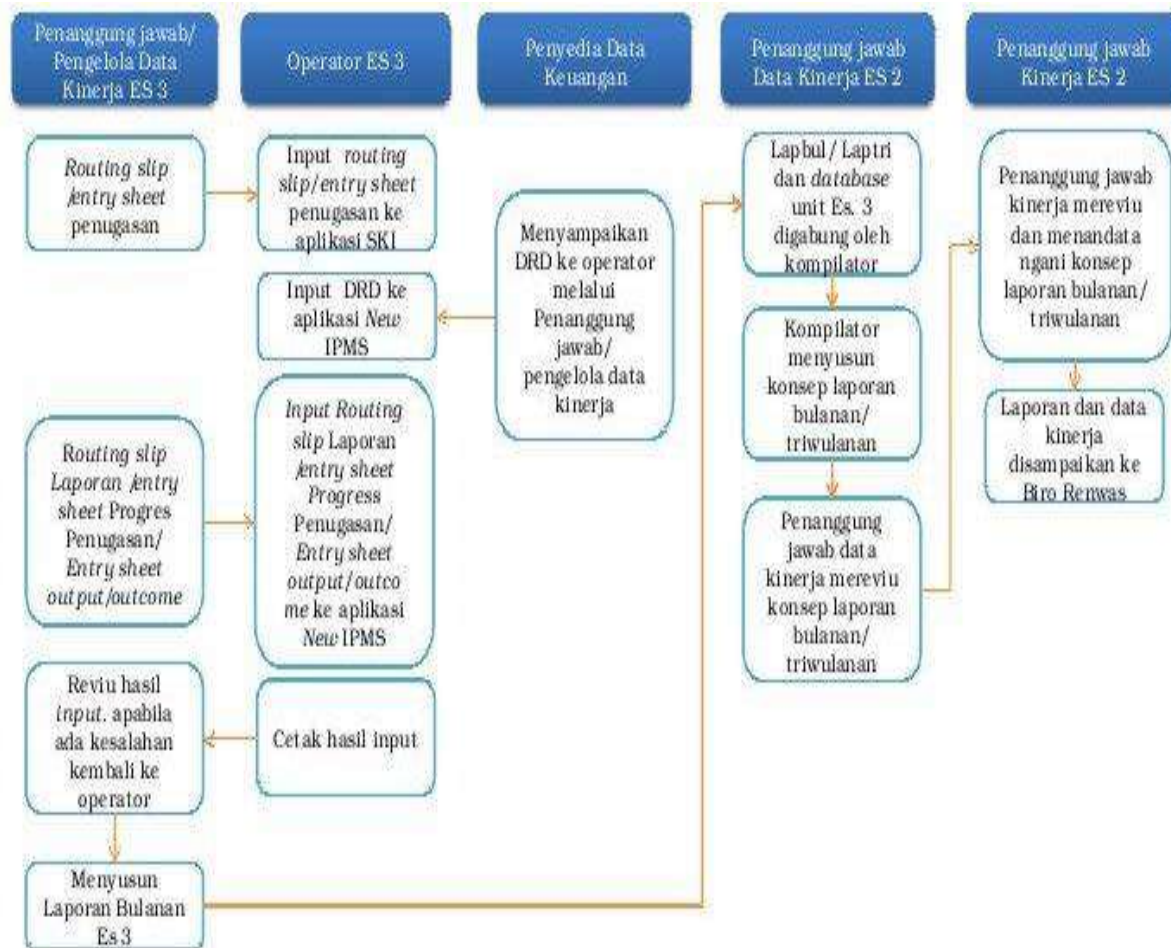 Penanggung jawab/
Pengelola Data
Kinerja ES 3
Operator ES 3
Penyedia Data
Keuangan
Penanggung jawab
Data Kinerja ES 2
Penanggung jawab
Kinerja ES 2
Routing slip
/entry sheet
penugasan
Input routing
slip/entry sheet
penugasan ke
aplikasi SKI
Input DRD ke
aplikasi New
IPMS
Menyampaikan
DRD ke operator
melalui
Penanggung
jawab/
pengelola data
kinerja
Routing slip
Laporan /entry
sheet Progres
Penugasan/
Entry sheet
output/outcome
Input Routing
slip Laporan
/entry sheet
Progress
Penugasan/
Entry sheet
output/outco
me ke aplikasi
New IPMS
Reviu hasil
input. apabila
ada kesalahan
kembali ke
operator
Cetak hasil input
Menyusun
Laporan Bulanan
Es 3
Lapbul/ Laptri
dan database
unit Es. 3
digabung oleh
kompilator
Kompilator
menyusun
konsep laporan
bulanan/
triwulanan
Penanggung
jawab data
kinerja mereviu
konsep laporan
bulanan/
triwulanan
Penanggung jawab
kinerja mereviu
dan menandata
ngani konsep
laporan bulanan/
triwulanan
Laporan dan data
kinerja
disampaikan ke
Biro Renwas